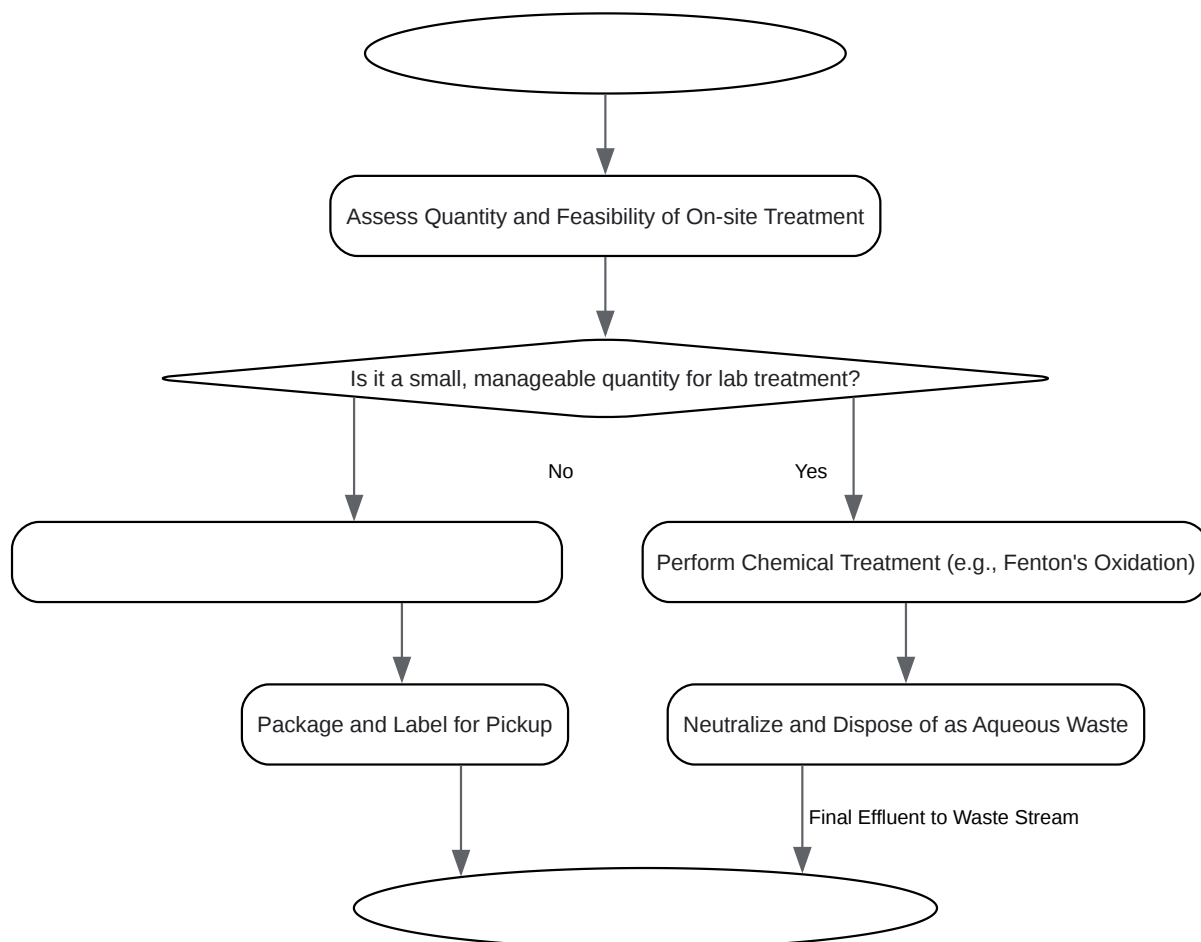 Assess Quantity and Feasibility of On-site Treatment
Is it a small, manageable quantity for lab treatment?
No
Yes
Perform Chemical Treatment (e.g., Fenton's Oxidation)
Package and Label for Pickup
Neutralize and Dispose of as Aqueous Waste
Final Effluent to Waste Stream